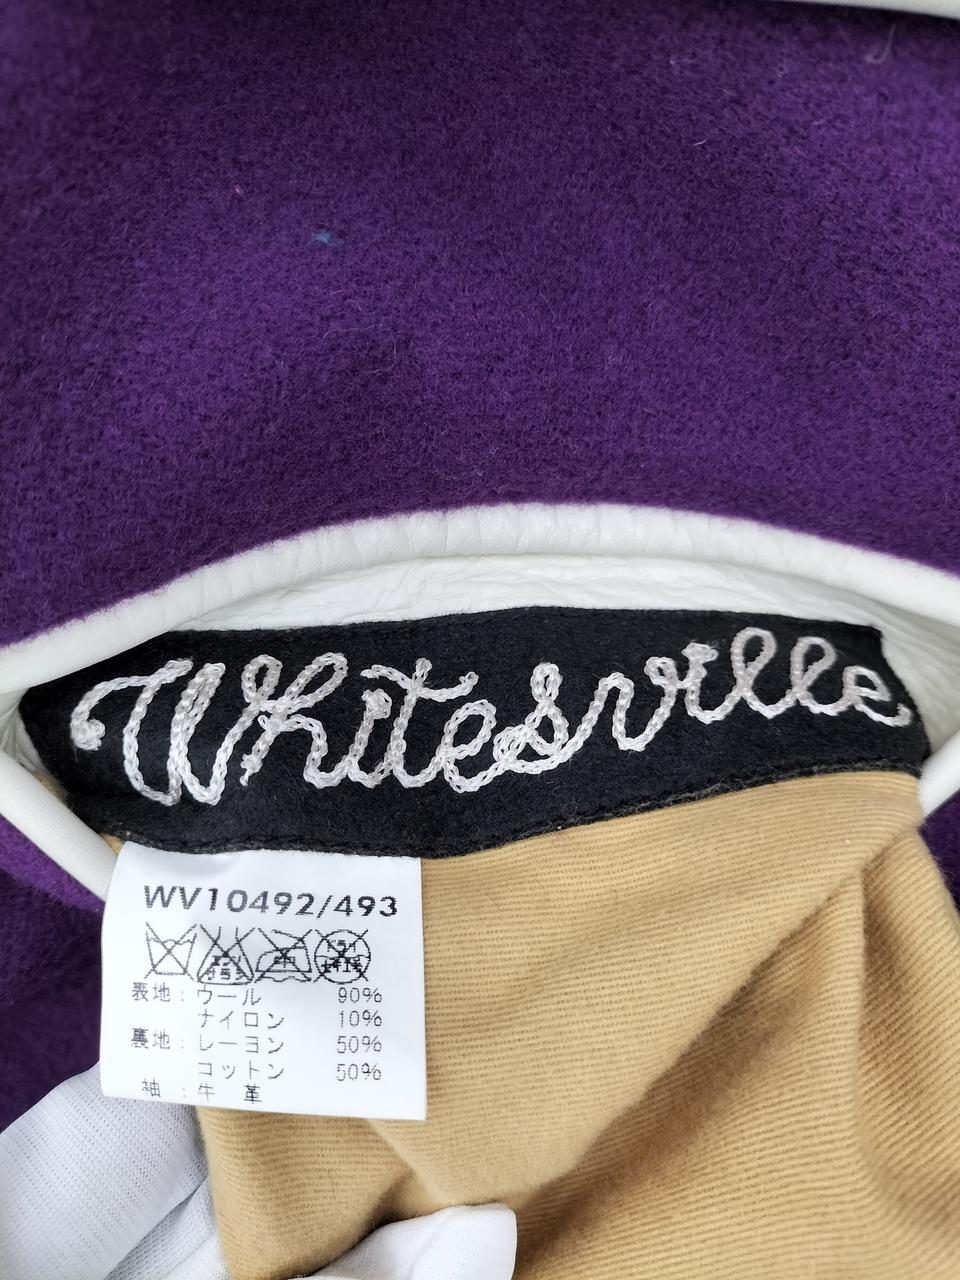 Whitesville
WV10492/493
表地：ウール 90%
ナイロン 10%
裏地：レーヨン 50%
コットン 50%
袖 ：牛 革